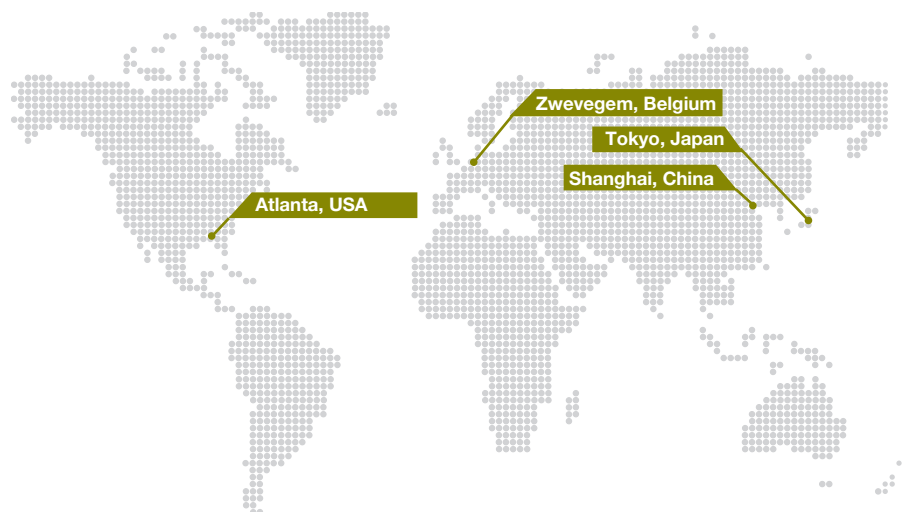 Zwevegem, Belgium
Tokyo, Japan
Shanghai, China
Atlanta, USA